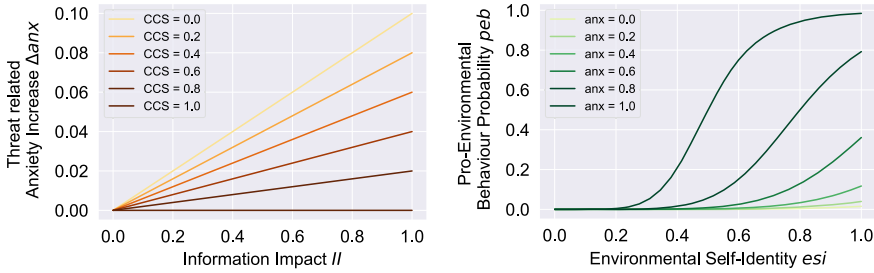 Threat related
Anxiety Increase Δanx
0.10
0.08
0.06
0.04
0.02
0.00
CCS = 0.0
CCS = 0.2
CCS = 0.4
CCS = 0.6
CCS = 0.8
CCS = 1.0
0.0 0.2 0.4 0.6 0.8 1.0
Information Impact II
Pro-Environmental
Behaviour Probability peb
1.0
0.8
0.6
0.4
0.2
0.0
anx = 0.0
anx = 0.2
anx = 0.4
anx = 0.6
anx = 0.8
anx = 1.0
0.0 0.2 0.4 0.6 0.8 1.0
Environmental Self-Identity esi